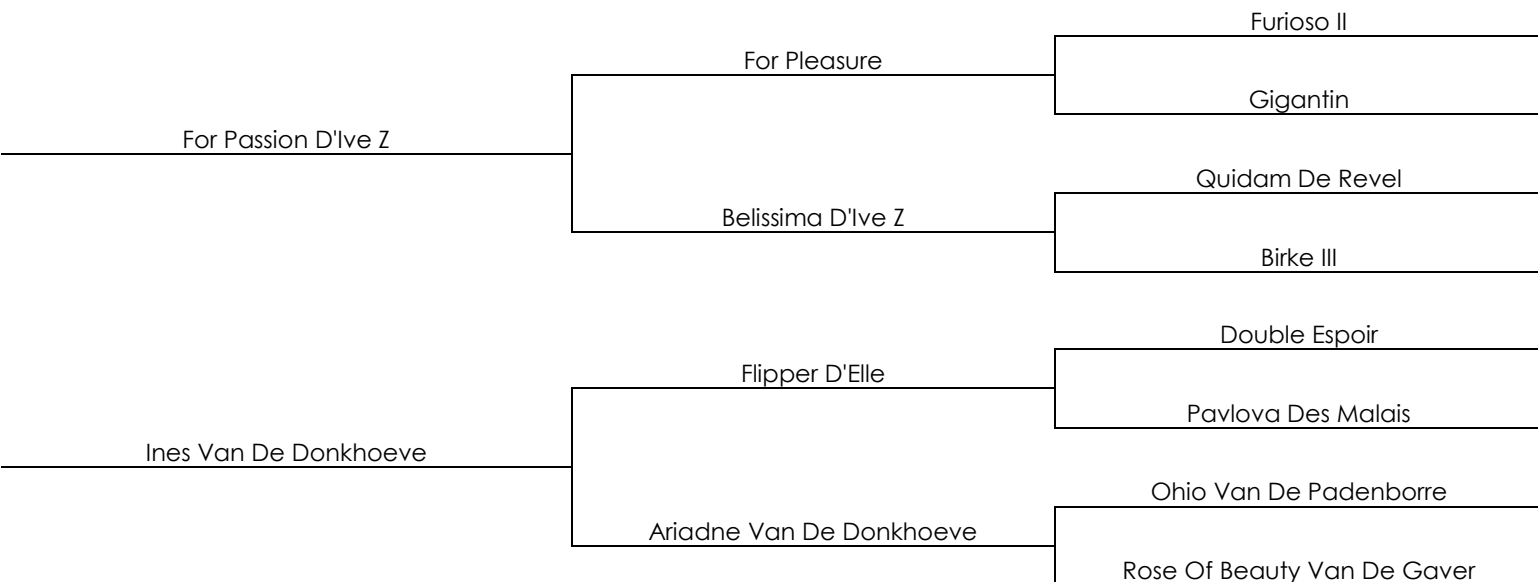 Furioso II
For Pleasure
Gigantin
For Passion D'Ive Z
Quidam De Revel
Belissima D'Ive Z
Birke III
Double Espoir
Flipper D'Elle
Pavlova Des Malais
Ines Van De Donkhoeve
Ohio Van De Padenborre
Ariadne Van De Donkhoeve
Rose Of Beauty Van De Gaver